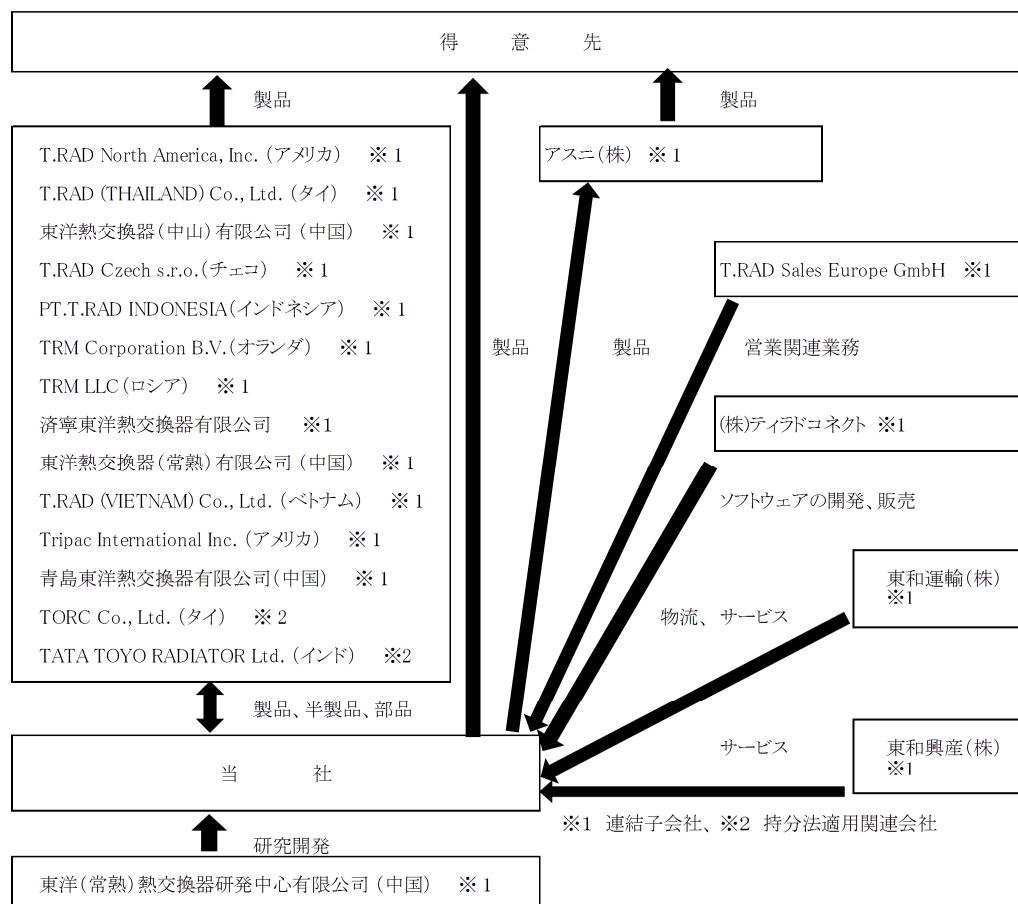 得 意 先
製品
製品
T.RAD North America, Inc. (アメリカ) ※1
T.RAD (THAILAND) Co., Ltd. (タイ) ※1
東洋熱交換器(中山)有限公司 (中国) ※1
T.RAD Czech s.r.o.(チェコ) ※1
PT.T.RAD INDONESIA(インドネシア) ※1
TRM Corporation B.V.(オランダ) ※1
TRM LLC(ロシア) ※1
済寧東洋熱交換器有限公司 ※1
東洋熱交換器(常熟)有限公司 (中国) ※1
T.RAD (VIETNAM) Co., Ltd. (ベトナム) ※1
Tripac International Inc. (アメリカ) ※1
青島東洋熱交換器有限公司(中国) ※1
TORC Co., Ltd. (タイ) ※2
TATA TOYO RADIATOR Ltd. (インド) ※2
アスニ(株) ※1
T.RAD Sales Europe GmbH ※1
製品
製品
営業関連業務
(株)ティラドコネクト ※1
ソフトウェアの開発、販売
東和運輸(株)
※1
物流、サービス
製品、半製品、部品
サービス
東和興産(株)
※1
当 社
※1 連結子会社、※2 持分法適用関連会社
研究開発
東洋(常熟)熱交換器研発中心有限公司 (中国) ※1